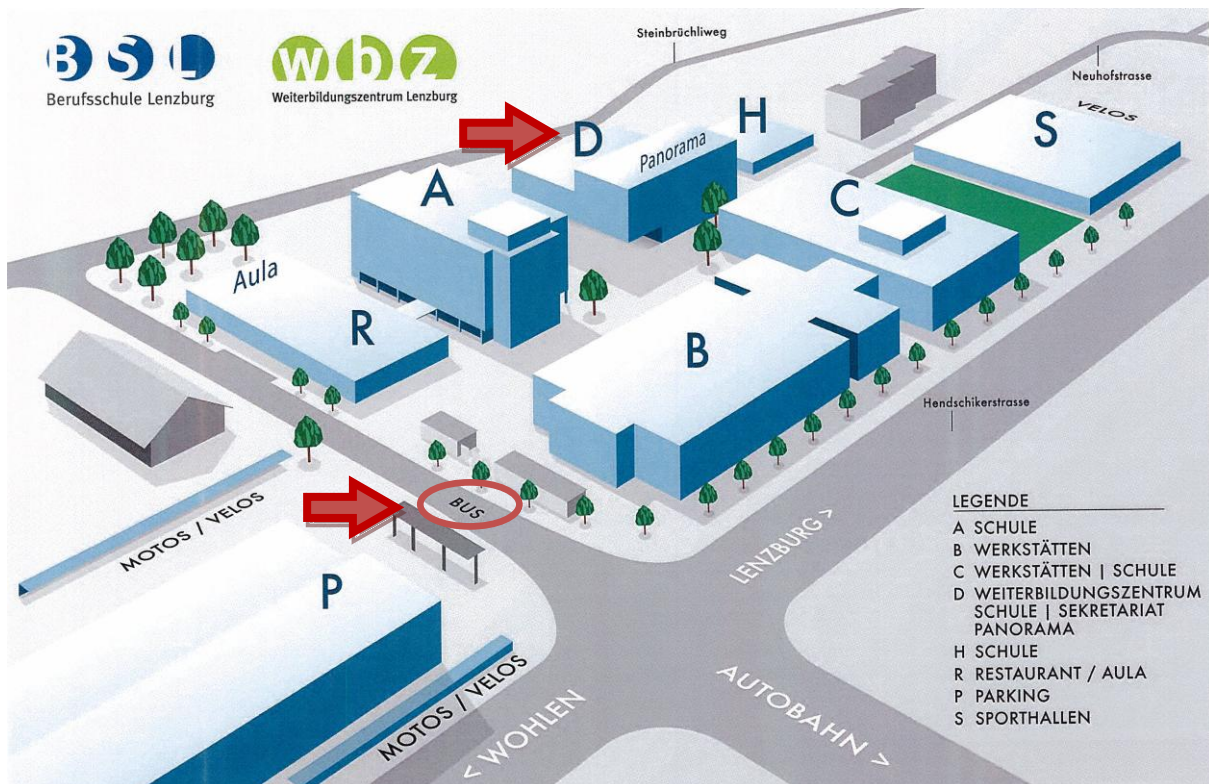 BSL
Berufsschule Lenzburg
wbz
Weiterbildungszentrum Lenzburg
Steinbrüchliweg
Neuhofstrasse
VELOS
D
Panorama
H
S
A
C
Aula
R
B
Hendschikerstrasse
BUS
MOTOS / VELOS
P
LENZBURG >
MOTOS / VELOS
< WOHLEN
AUTOBAHN >
LEGENDE
A SCHULE
B WERKSTÄTTEN
C WERKSTÄTTEN | SCHULE
D WEITERBILDUNGSZENTRUM
SCHULE | SEKRETARIAT
PANORAMA
H SCHULE
R RESTAURANT / AULA
P PARKING
S SPORTHALLEN